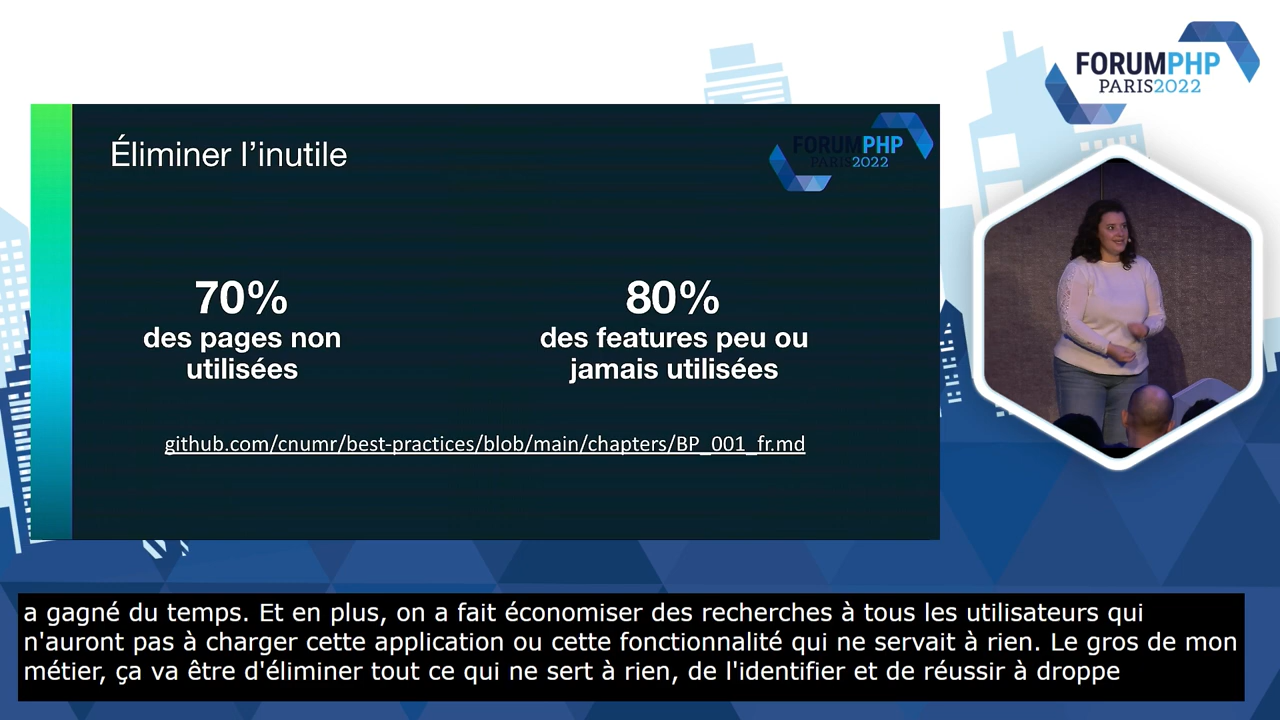 FORUMPHP
PARIS2022
Éliminer l'inutile
FORUMPHP
PARIS2022
70%
des pages non
utilisées
80%
des features peu ou
jamais utilisées
github.com/cnumr/best-practices/blob/main/chapters/BP_001_fr.md
a gagné du temps. Et en plus, on a fait économiser des recherches à tous les utilisateurs qui
n'auront pas à charger cette application ou cette fonctionnalité qui ne servait à rien. Le gros de mon
métier, ça va être d'éliminer tout ce qui ne sert à rien, de l'identifier et de réussir à droppe